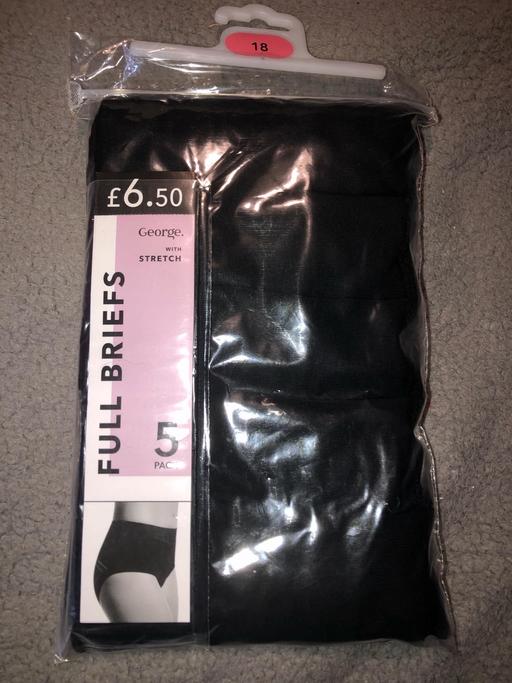 18
£6.50
George.
WITH
STRETCH
FULL BRIEFS
5
PACK